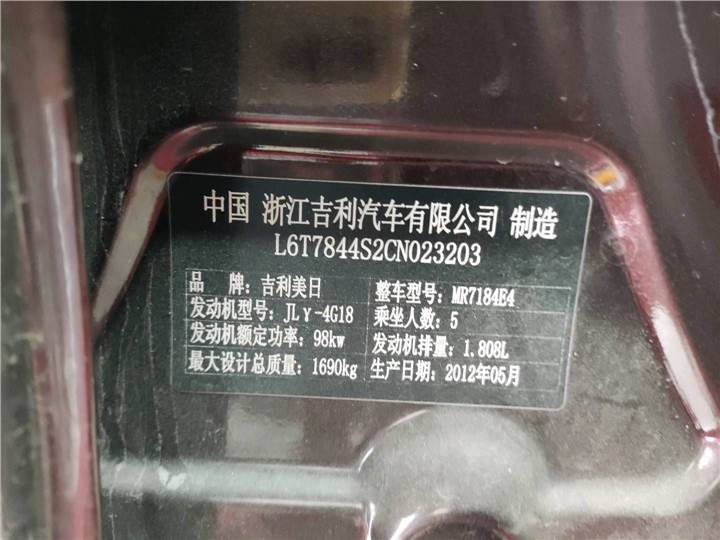 中国 浙江吉利汽车有限公司 制造
L6T7844S2CN023203
品 牌:吉利美日 整车型号:MR7184E4
发动机型号:JLγ-4G18 乘坐人数:5
发动机额定功率:98kw 发动机排量:1.808L
最大设计总质量:1690kg 生产日期:2012年05月